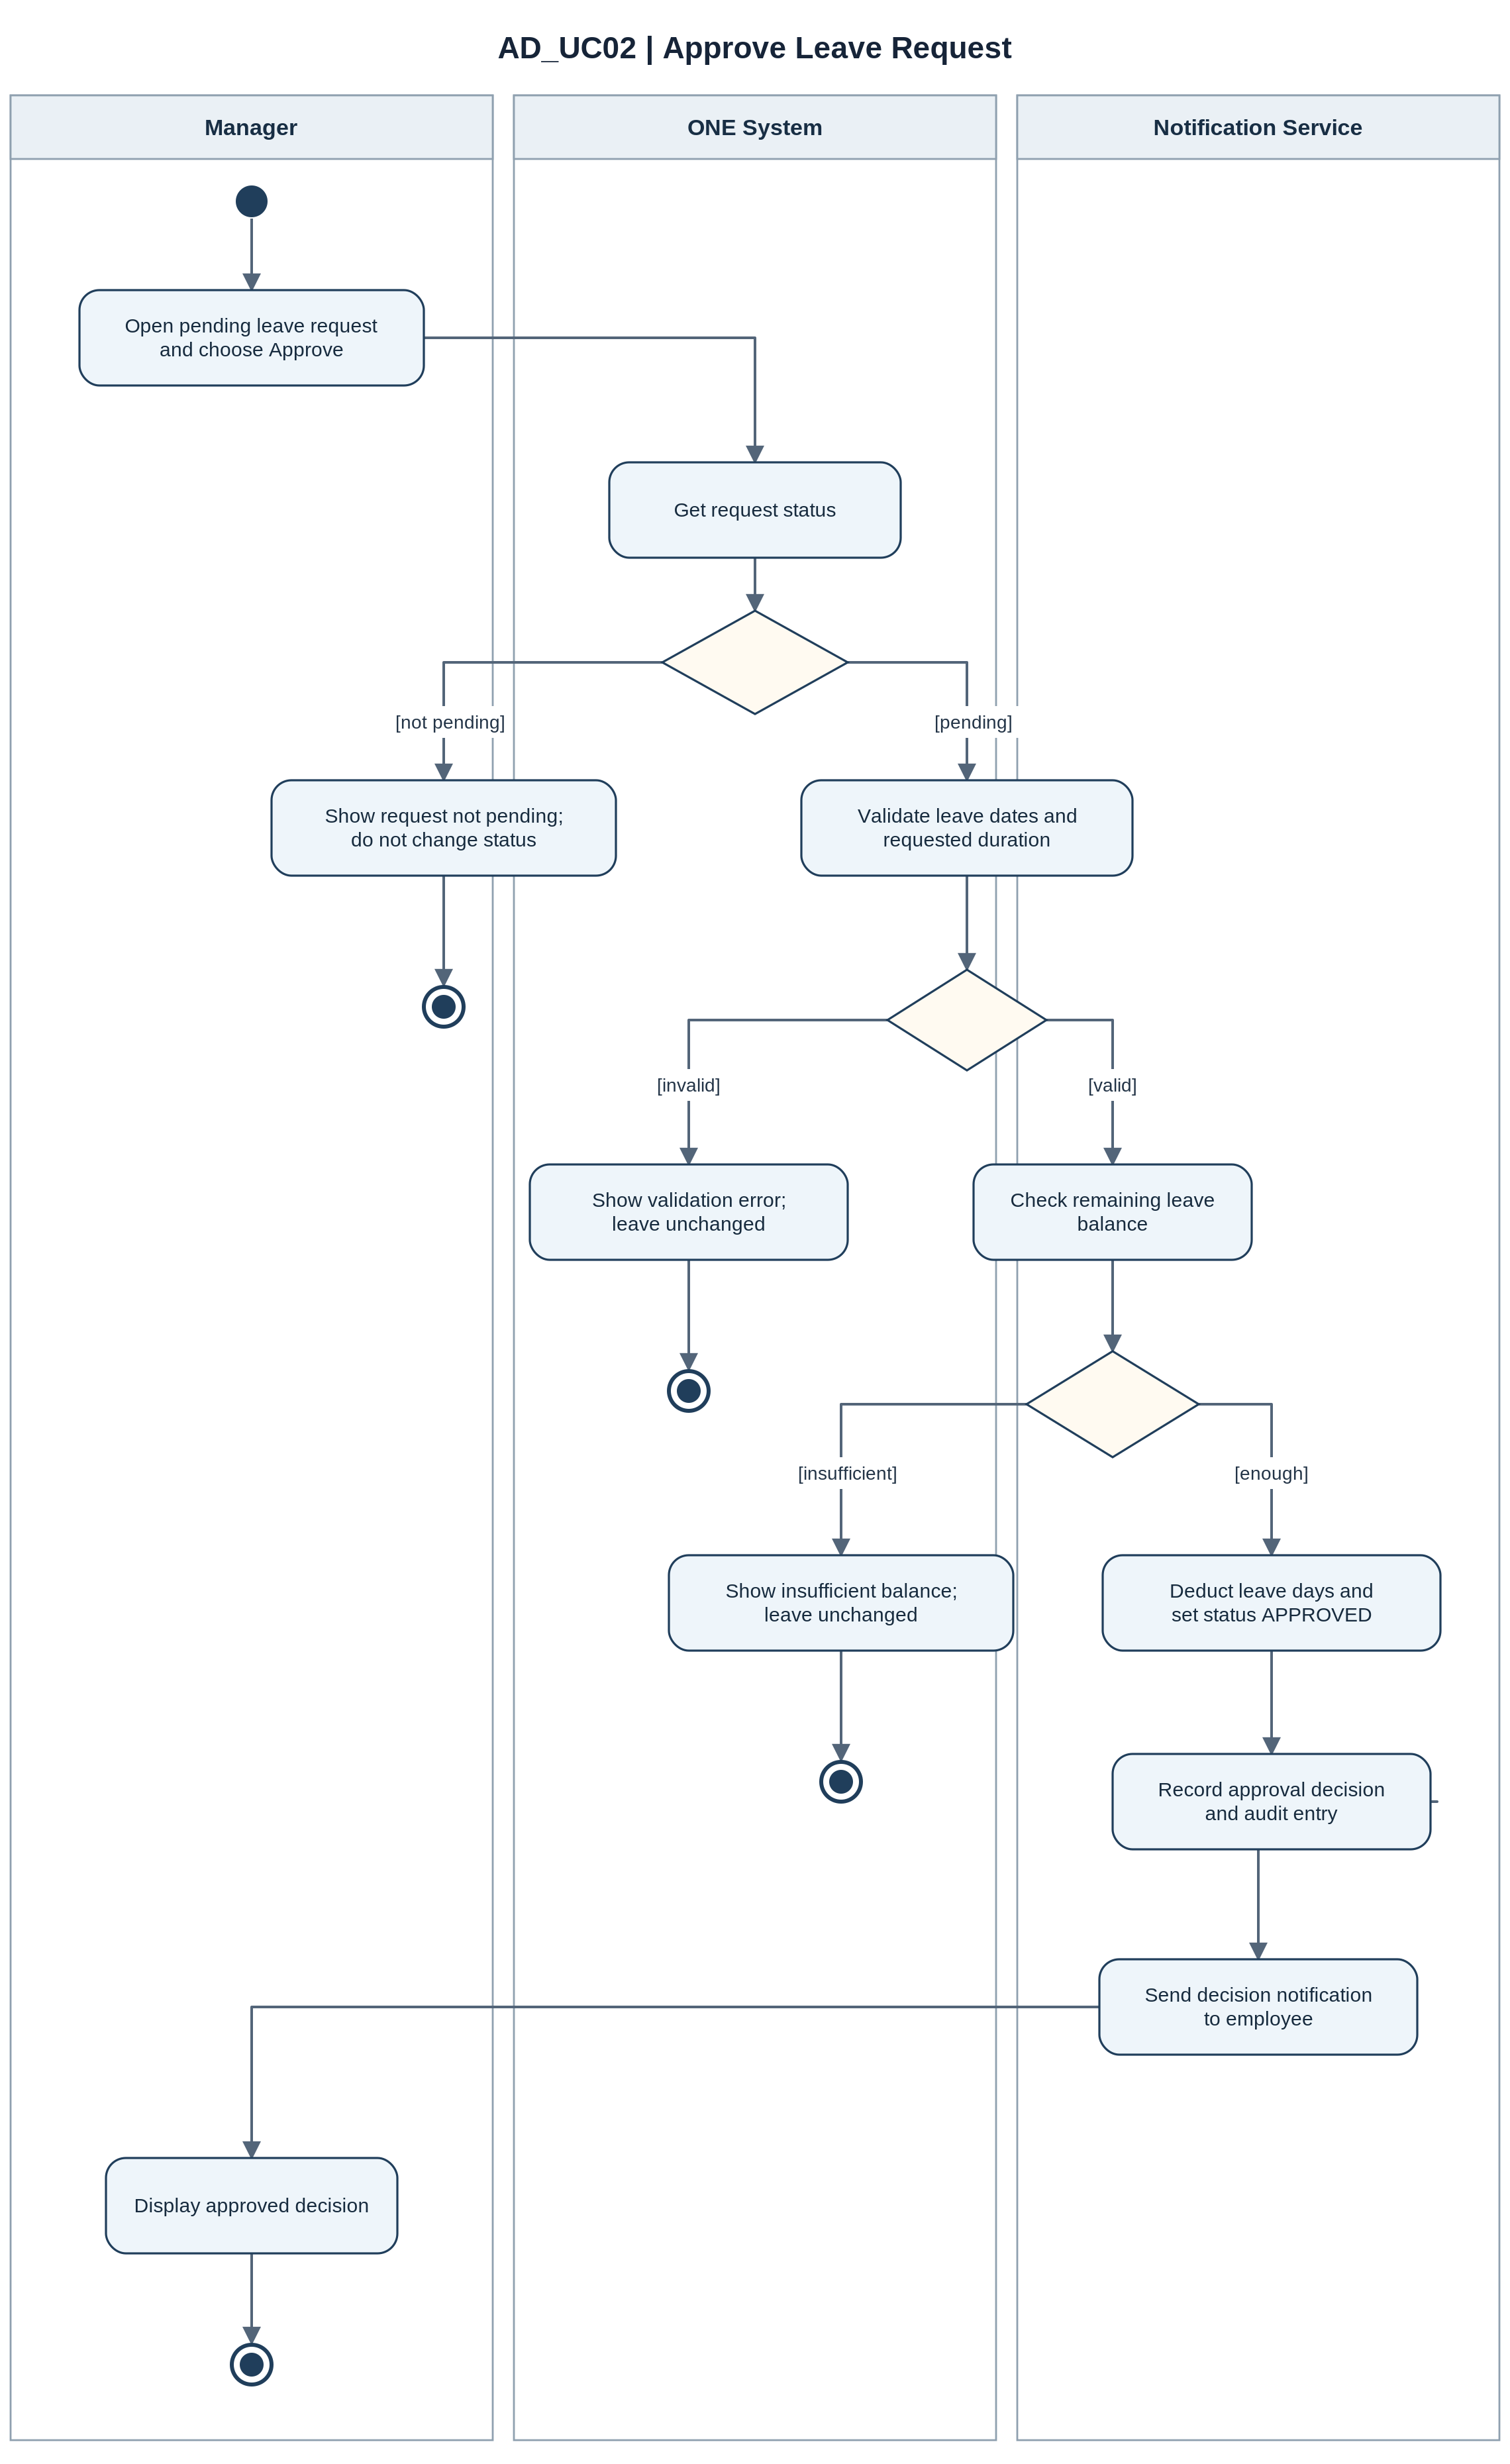 AD_UC02 | Approve Leave Request
Manager
ONE System
Notification Service
Open pending leave request
and choose Approve
Get request status
[not pending]
[pending]
Show request not pending;
do not change status
Validate leave dates and
requested duration
[invalid]
[valid]
Show validation error;
leave unchanged
Check remaining leave
balance
[insufficient]
[enough]
Show insufficient balance;
leave unchanged
Deduct leave days and
set status APPROVED
Record approval decision
and audit entry
Send decision notification
to employee
Display approved decision